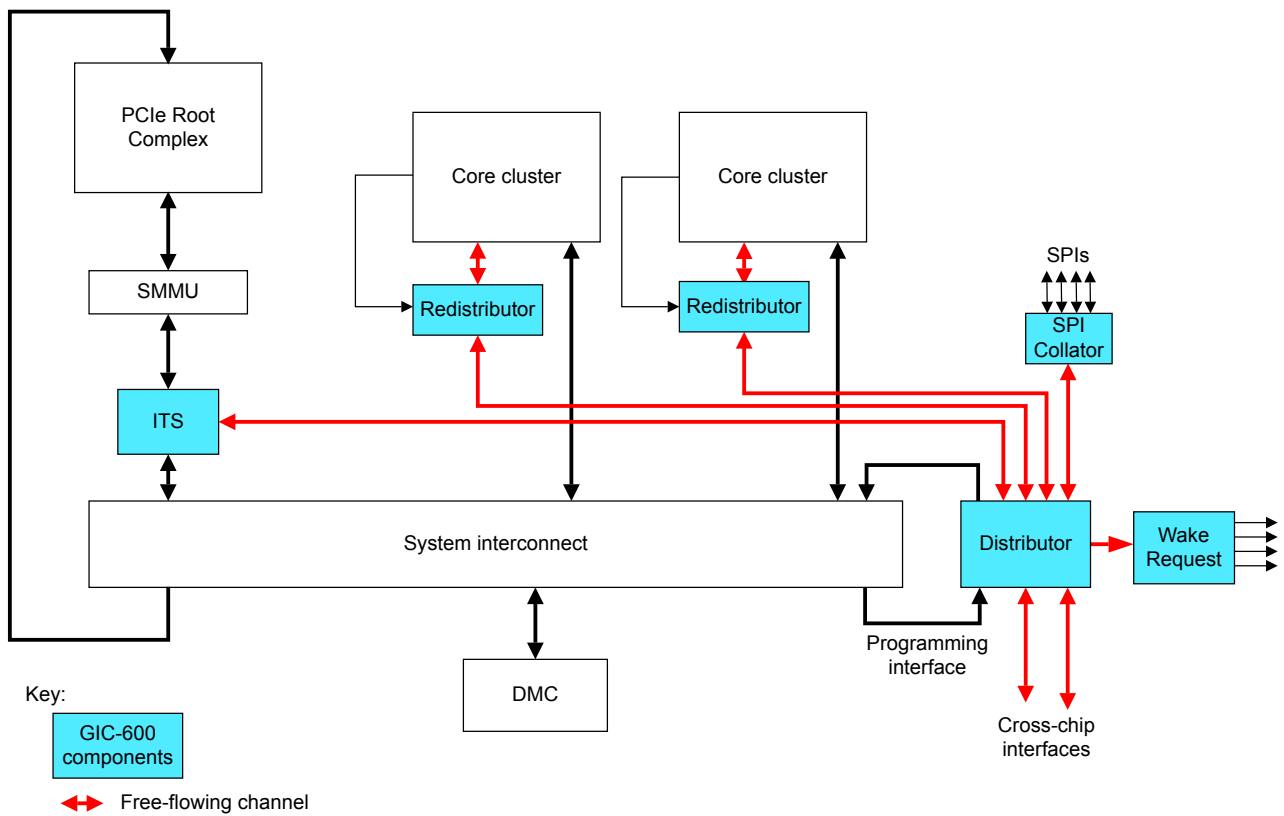 PCIe Root
Complex
Core cluster
Core cluster
SMMU
Redistributor
Redistributor
SPIs
SPI
Collator
ITS
System interconnect
Distributor
Wake
Request
Programming
interface
DMC
Cross-chip
interfaces
Key:
GIC-600
components
Free-flowing channel